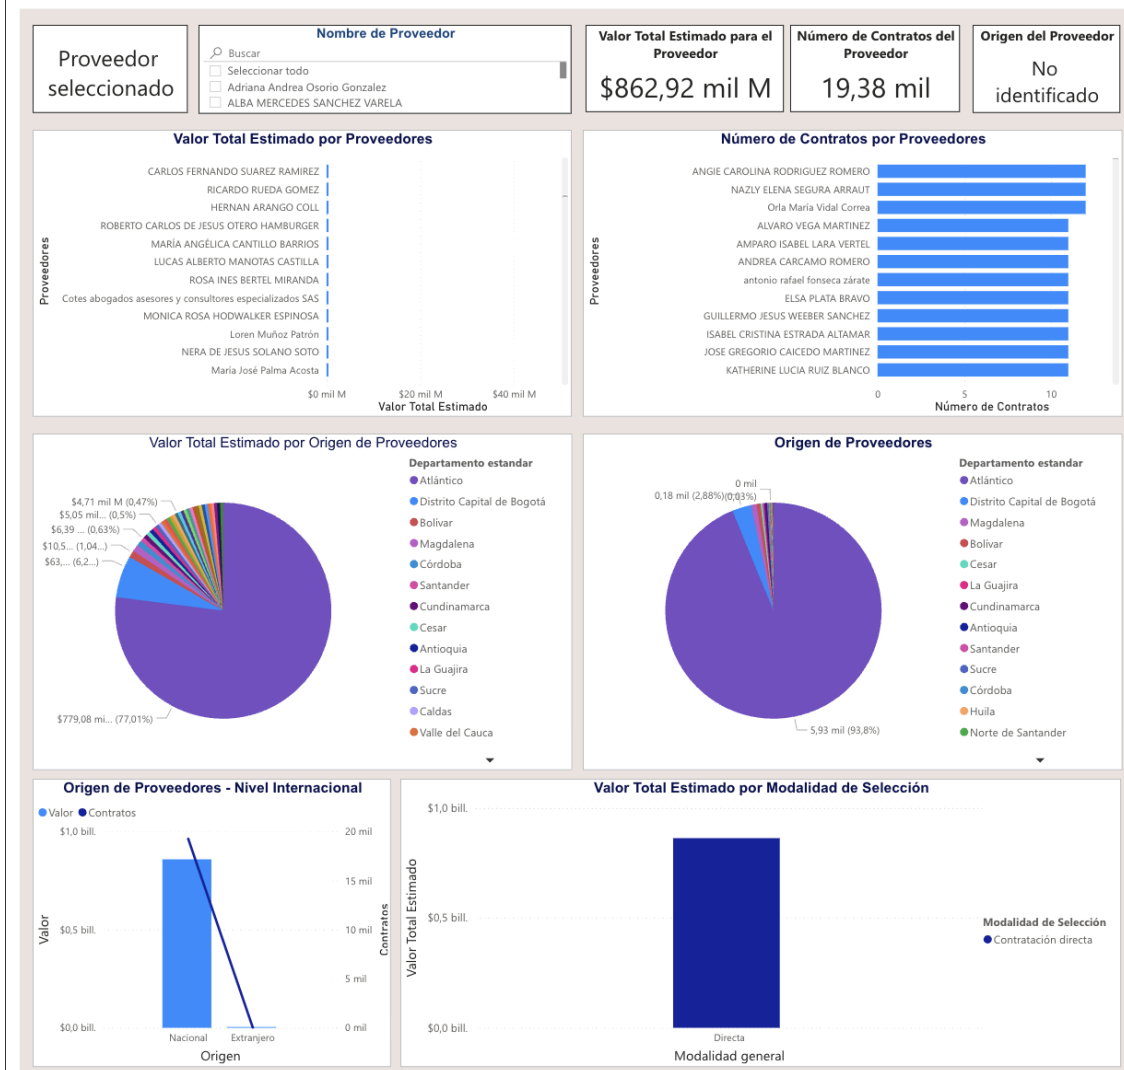 Proveedor
seleccionado
Nombre de Proveedor
Buscar
Seleccionar todo
Adriana Andrea Osorio Gonzalez
ALBA MERCEDES SANCHEZ VARELA
Valor Total Estimado para el
Proveedor
$862,92 mil M
Número de Contratos del
Proveedor
19,38 mil
Origen del Proveedor
No
identificado
Valor Total Estimado por Proveedores
Proveedores
CARLOS FERNANDO SUAREZ RAMIREZ
RICARDO RUEDA GOMEZ
HERNAN ARANGO COLL
ROBERTO CARLOS DE JESUS OTERO HAMBURGER
MARÍA ANGÉLICA CANTILLO BARRIOS
LUCAS ALBERTO MANOTAS CASTILLA
ROSA INES BERTEL MIRANDA
Cotes abogados asesores y consultores especializados SAS
MONICA ROSA HODWALKER ESPINOSA
Loren Muñoz Patrón
NERA DE JESUS SOLANO SOTO
María José Palma Acosta
$0 mil M $20 mil M $40 mil M
Valor Total Estimado
Número de Contratos por Proveedores
Proveedores
ANGIE CAROLINA RODRIGUEZ ROMERO
NAZLY ELENA SEGURA ARRAUT
Orla María Vidal Correa
ALVARO VEGA MARTINEZ
AMPARO ISABEL LARA VERTEL
ANDREA CARCAMO ROMERO
antonio rafael fonseca zárate
ELSA PLATA BRAVO
GUILLERMO JESUS WEEBER SANCHEZ
ISABEL CRISTINA ESTRADA ALTAMAR
JOSE GREGORIO CAICEDO MARTINEZ
KATHERINE LUCIA RUIZ BLANCO
0 5 10
Número de Contratos
Valor Total Estimado por Origen de Proveedores
$4,71 mil M (0,47%)
$5,05 mil... (0,5%)
$6,39 ... (0,63%)
$10,5... (1,04...)
$63,... (6,2...)
$779,08 mi... (77,01%)
Departamento estandar
Atlántico
Distrito Capital de Bogotá
Bolívar
Magdalena
Córdoba
Santander
Cundinamarca
Cesar
Antioquia
La Guajira
Sucre
Caldas
Valle del Cauca
Origen de Proveedores
0 mil
0,18 mil (2,88%)
(0,03%)
5,93 mil (93,8%)
Departamento estandar
Atlántico
Distrito Capital de Bogotá
Magdalena
Bolívar
Cesar
La Guajira
Cundinamarca
Antioquia
Santander
Sucre
Córdoba
Huila
Norte de Santander
Origen de Proveedores - Nivel Internacional
Valor Contratos
$1,0 bill.
$0,5 bill.
$0,0 bill.
Valor
20 mil
15 mil
10 mil
5 mil
0 mil
Contratos
Nacional Extranjero
Origen
Valor Total Estimado por Modalidad de Selección
Valor Total Estimado
$1,0 bill.
$0,5 bill.
$0,0 bill.
Directa
Modalidad general
Modalidad de Selección
Contratación directa